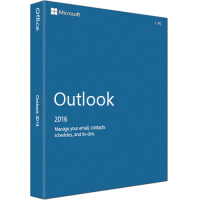 Microsoft
1 PC
Office
Outlook 2016
Outlook
2016
Manage your email, contacts
schedules, and to-dos.